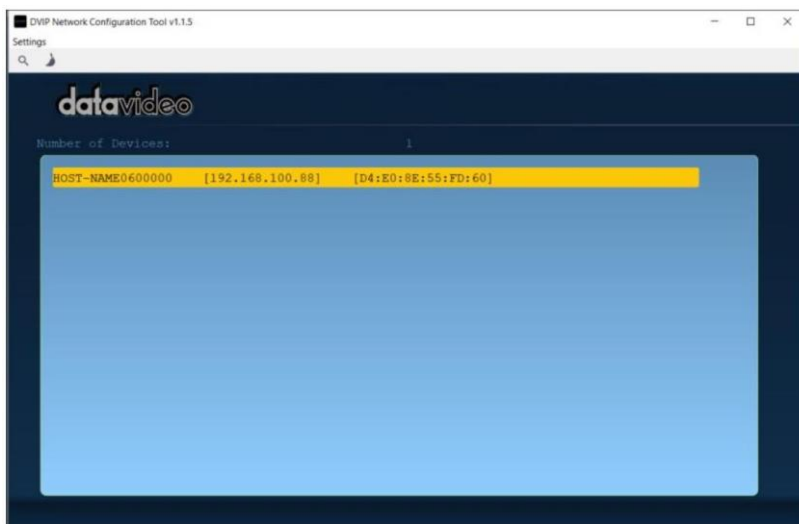 DVIP Network Configuration Tool v1.1.5
Settings
datavideo
Number of Devices: 1
HOST-NAME0600000 [192.168.100.88] [D4:E0:8E:55:FD:60]